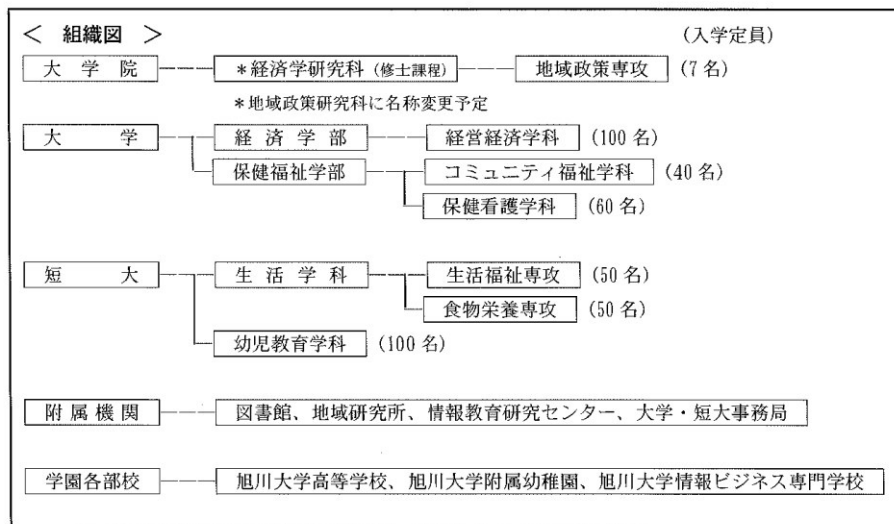 < 組織図 > (入学定員)
大学院 *経済学研究科(修士課程) 地域政策専攻 (7名)
*地域政策研究科に名称変更予定
大学 経済学部 経営経済学科 (100名)
保健福祉学部 コミュニティ福祉学科 (40名)
保健看護学科 (60名)
短大 生活学科 生活福祉専攻 (50名)
食物栄養専攻 (50名)
幼児教育学科 (100名)
附属機関 図書館、地域研究所、情報教育研究センター、大学・短大事務局
学園各部校 旭川大学高等学校、旭川大学附属幼稚園、旭川大学情報ビジネス専門学校